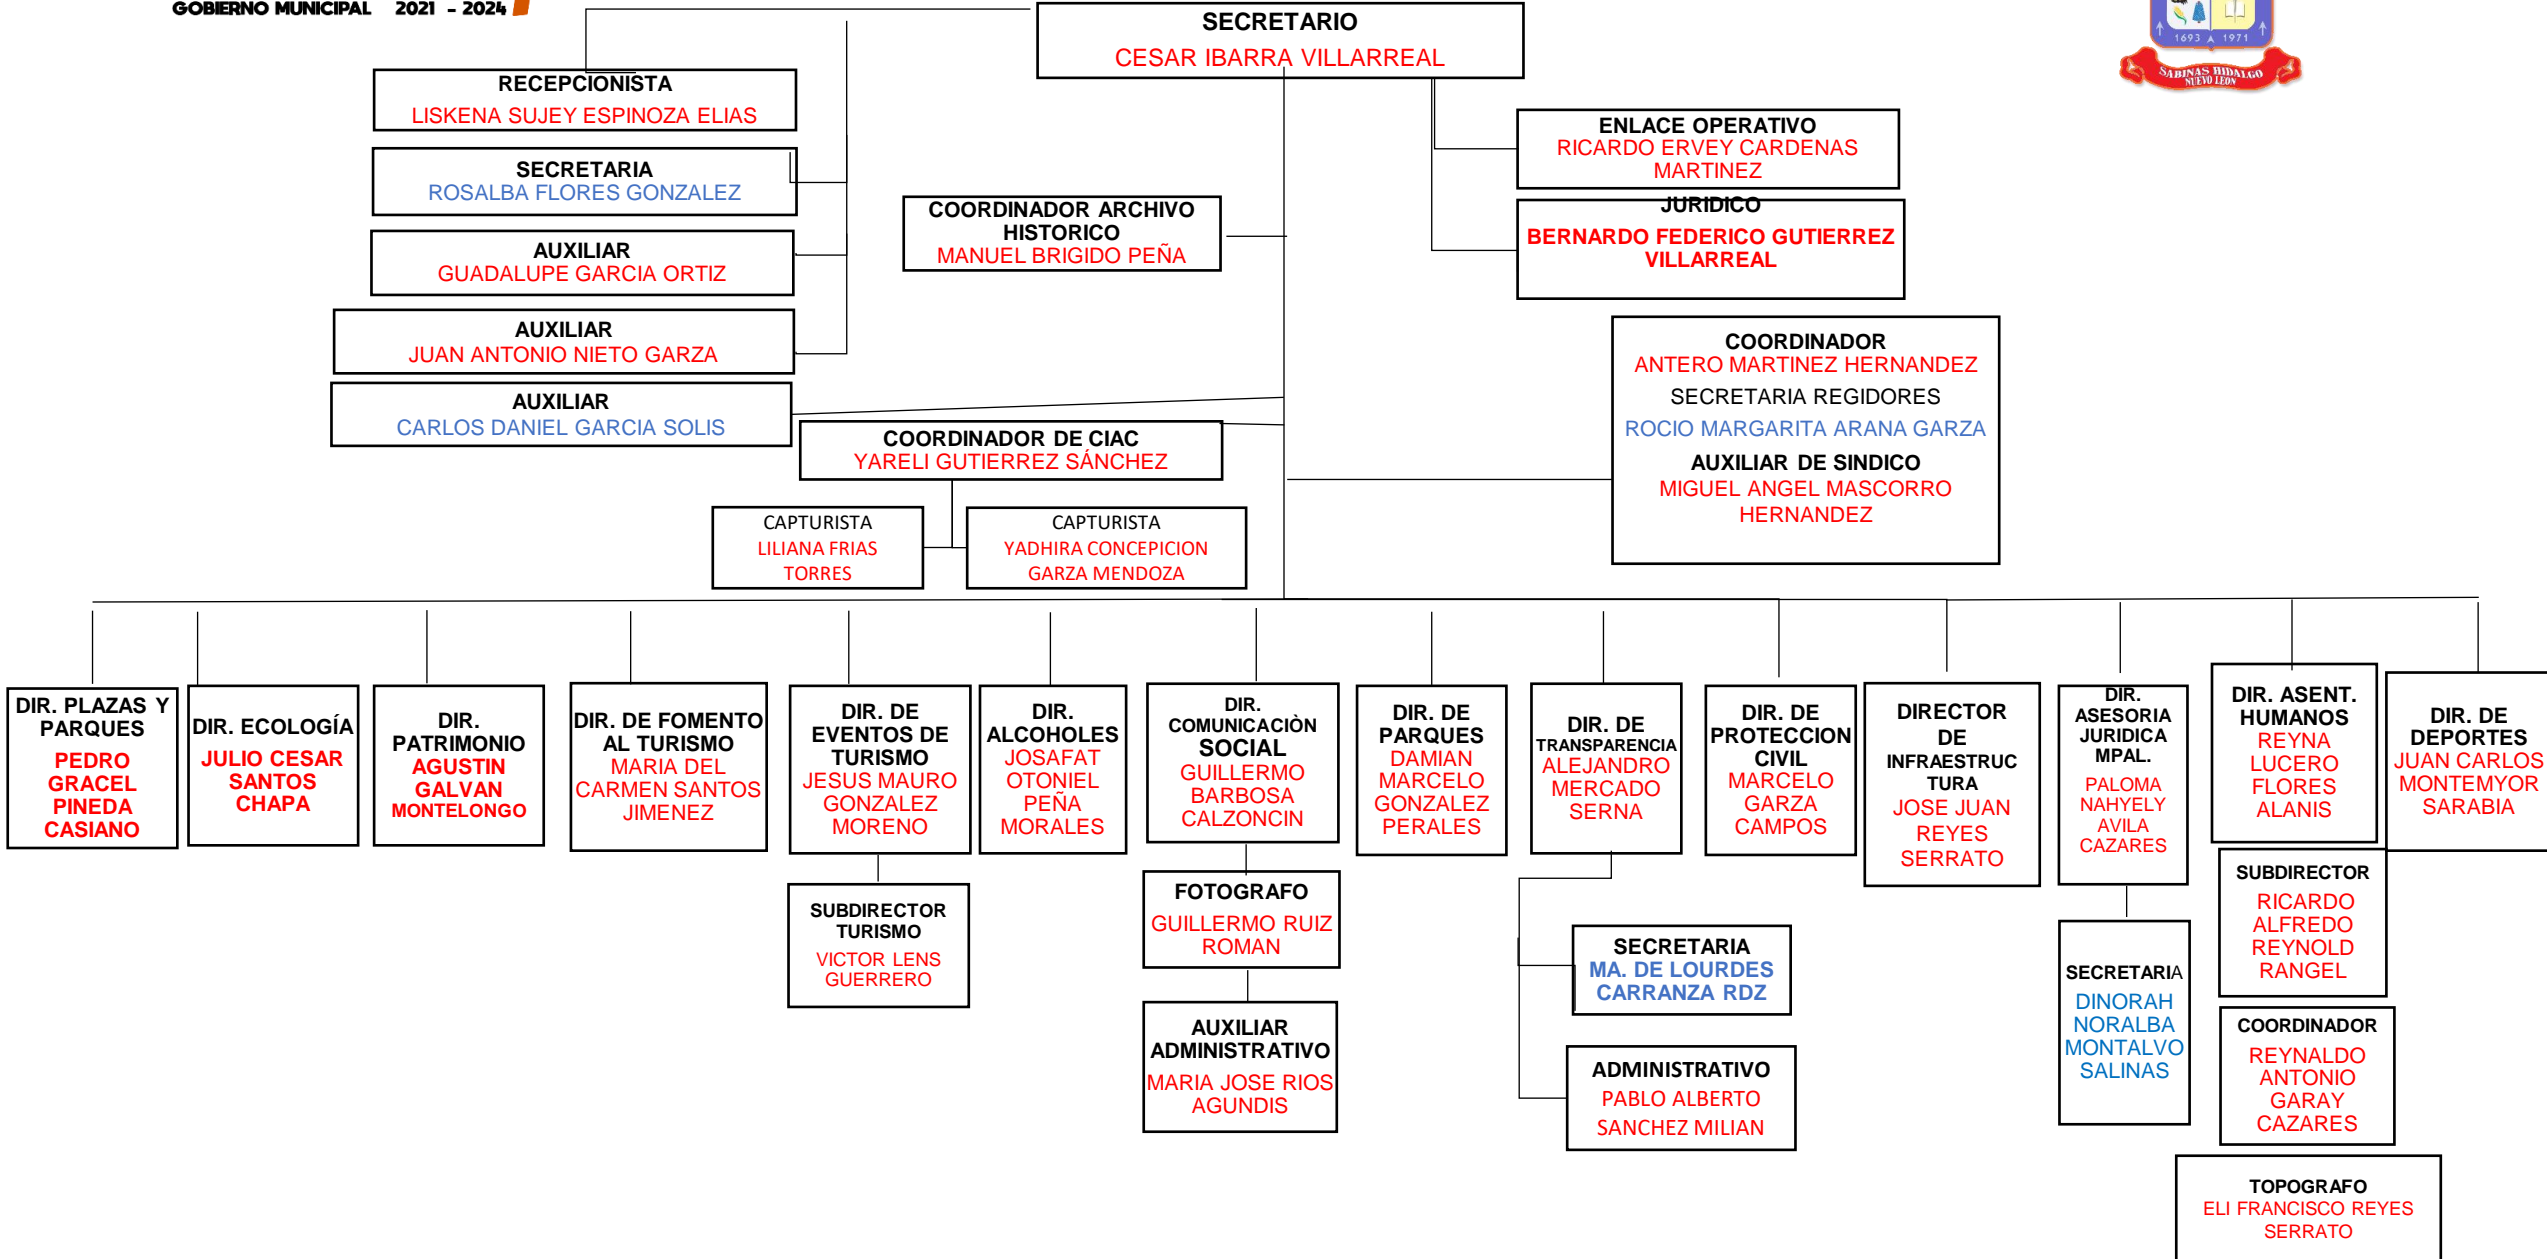 GOBIERNO MUNICIPAL 2021 - 2024
1693 1971
SABINAS HIDALGO
NUEVO LEON
SECRETARIO
CESAR IBARRA VILLARREAL
RECEPCIONISTA
LISKENA SUJEY ESPINOZA ELIAS
SECRETARIA
ROSALBA FLORES GONZALEZ
AUXILIAR
GUADALUPE GARCIA ORTIZ
AUXILIAR
JUAN ANTONIO NIETO GARZA
AUXILIAR
CARLOS DANIEL GARCIA SOLIS
COORDINADOR ARCHIVO
HISTORICO
MANUEL BRIGIDO PEÑA
ENLACE OPERATIVO
RICARDO ERVEY CARDENAS
MARTINEZ
JURIDICO
BERNARDO FEDERICO GUTIERREZ
VILLARREAL
COORDINADOR
ANTERO MARTINEZ HERNANDEZ
SECRETARIA REGIDORES
ROCIO MARGARITA ARANA GARZA
AUXILIAR DE SINDICO
MIGUEL ANGEL MASCORRO
HERNANDEZ
COORDINADOR DE CIAC
YARELI GUTIERREZ SÁNCHEZ
CAPTURISTA
LILIANA FRIAS
TORRES
CAPTURISTA
YADHIRA CONCEPICION
GARZA MENDOZA
DIR. PLAZAS Y
PARQUES
PEDRO
GRACEL
PINEDA
CASIANO
DIR. ECOLOGÍA
JULIO CESAR
SANTOS
CHAPA
DIR.
PATRIMONIO
AGUSTIN
GALVAN
MONTELONGO
DIR. DE FOMENTO
AL TURISMO
MARIA DEL
CARMEN SANTOS
JIMENEZ
DIR. DE
EVENTOS DE
TURISMO
JESUS MAURO
GONZALEZ
MORENO
SUBDIRECTOR
TURISMO
VICTOR LENS
GUERRERO
DIR.
ALCOHOLES
JOSAFAT
OTONIEL
PEÑA
MORALES
DIR.
COMUNICACIÒN
SOCIAL
GUILLERMO
BARBOSA
CALZONCIN
FOTOGRAFO
GUILLERMO RUIZ
ROMAN
AUXILIAR
ADMINISTRATIVO
MARIA JOSE RIOS
AGUNDIS
DIR. DE
PARQUES
DAMIAN
MARCELO
GONZALEZ
PERALES
DIR. DE
TRANSPARENCIA
ALEJANDRO
MERCADO
SERNA
SECRETARIA
MA. DE LOURDES
CARRANZA RDZ
ADMINISTRATIVO
PABLO ALBERTO
SANCHEZ MILIAN
DIR. DE
PROTECCION
CIVIL
MARCELO
GARZA
CAMPOS
DIRECTOR
DE
INFRAESTRUC
TURA
JOSE JUAN
REYES
SERRATO
DIR.
ASESORIA
JURIDICA
MPAL.
PALOMA
NAHYELY
AVILA
CAZARES
SECRETARIA
DINORAH
NORALBA
MONTALVO
SALINAS
DIR. ASENT.
HUMANOS
REYNA
LUCERO
FLORES
ALANIS
SUBDIRECTOR
RICARDO
ALFREDO
REYNOLD
RANGEL
COORDINADOR
REYNALDO
ANTONIO
GARAY
CAZARES
TOPOGRAFO
ELI FRANCISCO REYES
SERRATO
DIR. DE
DEPORTES
JUAN CARLOS
MONTEMYOR
SARABIA